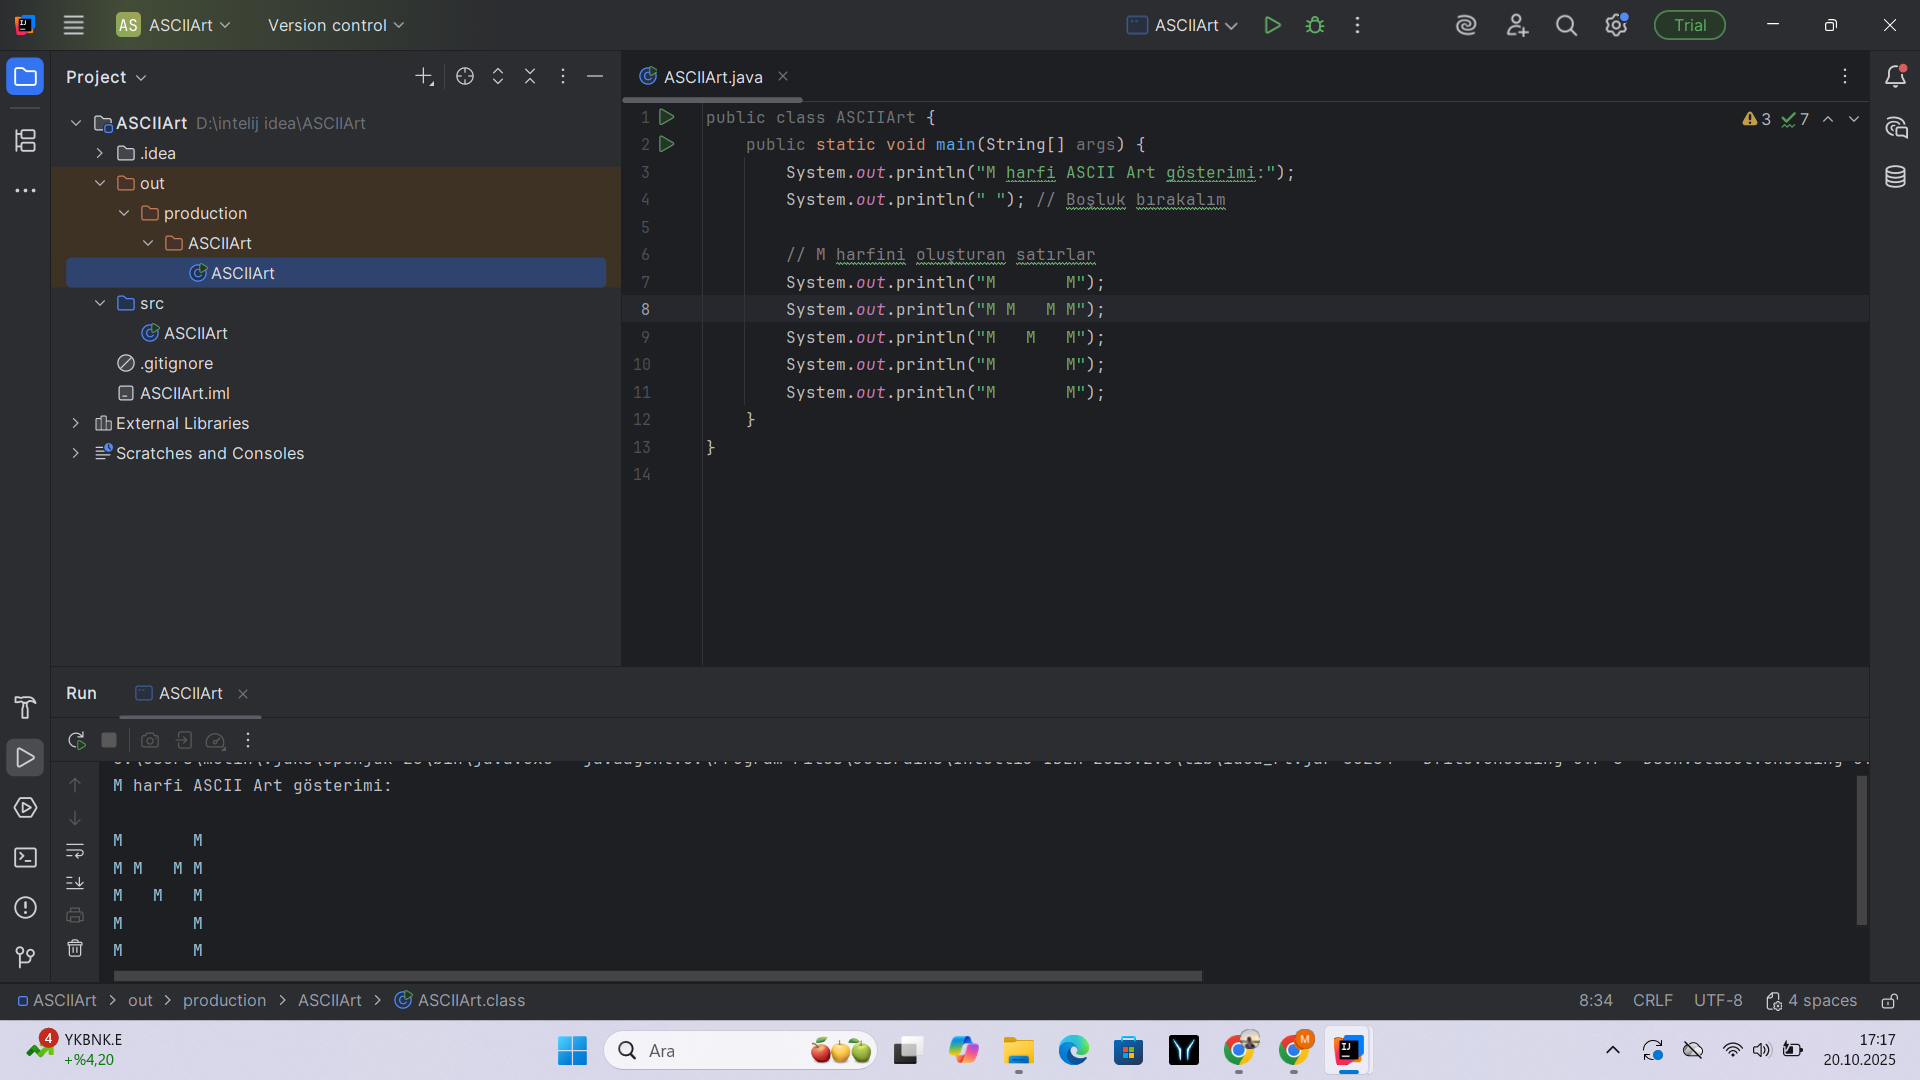 AS ASCIIArt Version control ASCIIArt Trial
Project
ASCIIArt.java
ASCIIArt D:\intelij idea\ASCIIArt
.idea
out
production
ASCIIArt
ASCIIArt
src
ASCIIArt
.gitignore
ASCIIArt.iml
External Libraries
Scratches and Consoles
3 7
1 public class ASCIIArt {
2     public static void main(String[] args) {
3         System.out.println("M harfi ASCII Art gösterimi:");
4         System.out.println(" "); // Boşluk bırakalım
5
6         // M harfini oluşturan satırlar
7         System.out.println("M       M");
8         System.out.println("M M   M M");
9         System.out.println("M   M   M");
10         System.out.println("M       M");
11         System.out.println("M       M");
12     }
13 }
14
Run ASCIIArt
M harfi ASCII Art gösterimi:
M       M
M M   M M
M   M   M
M       M
M       M
ASCIIArt > out > production > ASCIIArt > ASCIIArt.class 8:34 CRLF UTF-8 4 spaces
4 YKBNK.E
+%4,20
Ara
M
17:17
20.10.2025